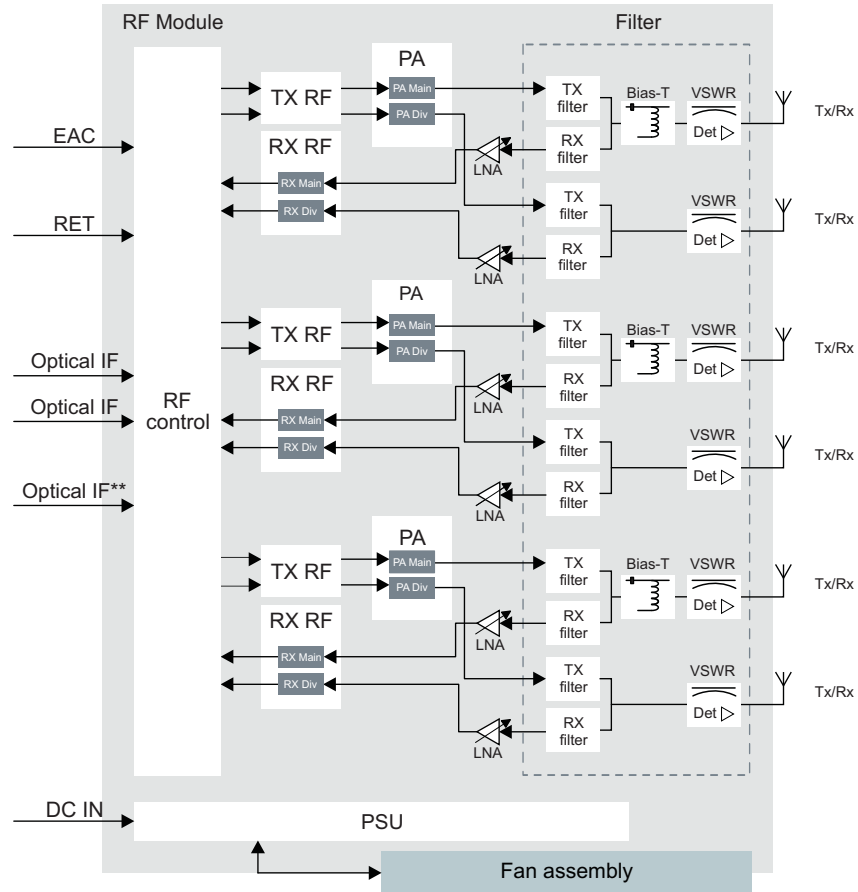 RF Module
Filter
EAC
RET
Optical IF
Optical IF
Optical IF**
DC IN
RF
control
TX RF
PA
PA Main
PA Div
RX RF
RX Main
RX Div
LNA
LNA
TX
filter
RX
filter
TX
filter
RX
filter
Bias-T
VSWR
Det
VSWR
Det
Tx/Rx
Tx/Rx
TX RF
PA
PA Main
PA Div
RX RF
RX Main
RX Div
LNA
LNA
TX
filter
RX
filter
TX
filter
RX
filter
Bias-T
VSWR
Det
VSWR
Det
Tx/Rx
Tx/Rx
TX RF
PA
PA Main
PA Div
RX RF
RX Main
RX Div
LNA
LNA
TX
filter
RX
filter
TX
filter
RX
filter
Bias-T
VSWR
Det
VSWR
Det
Tx/Rx
Tx/Rx
PSU
Fan assembly